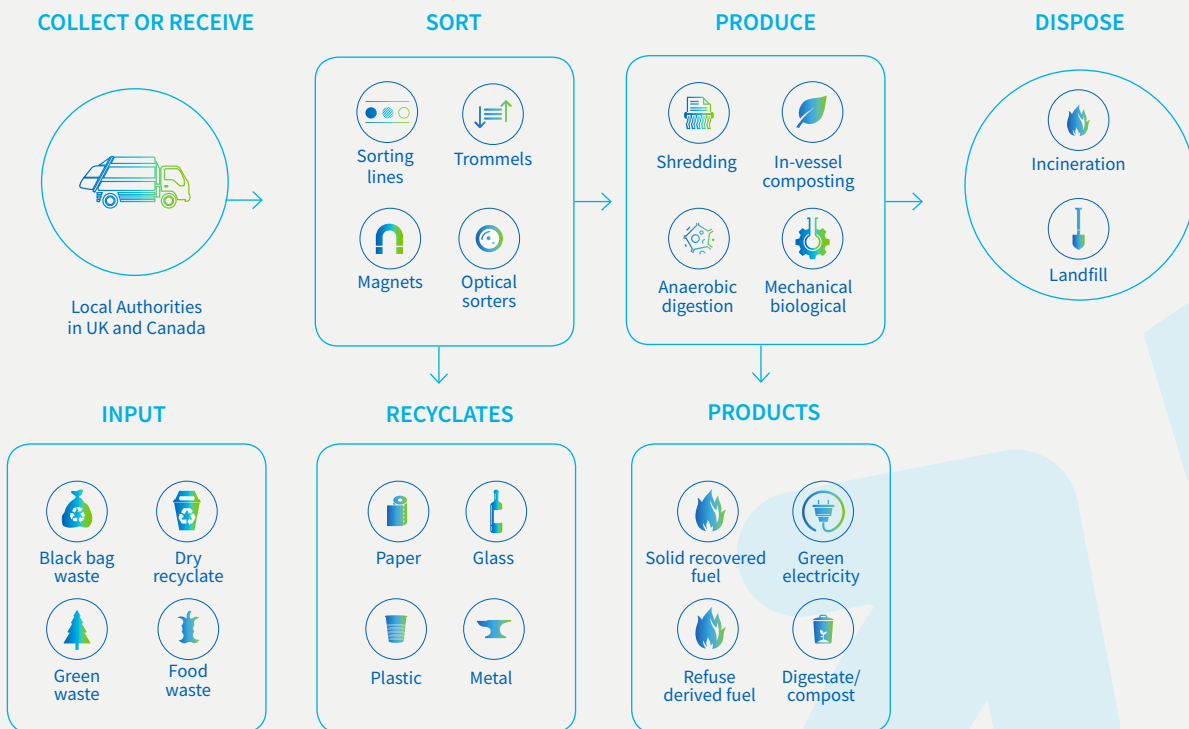 COLLECT OR RECEIVE
Local Authorities
in UK and Canada
SORT
Sorting
lines
Trommels
Magnets
Optical
sorters
PRODUCE
Shredding
In-vessel
composting
Anaerobic
digestion
Mechanical
biological
DISPOSE
Incineration
Landfill
INPUT
Black bag
waste
Dry
recyclate
Green
waste
Food
waste
RECYCLATES
Paper
Glass
Plastic
Metal
PRODUCTS
Solid recovered
fuel
Green
electricity
Refuse
derived fuel
Digestate/
compost